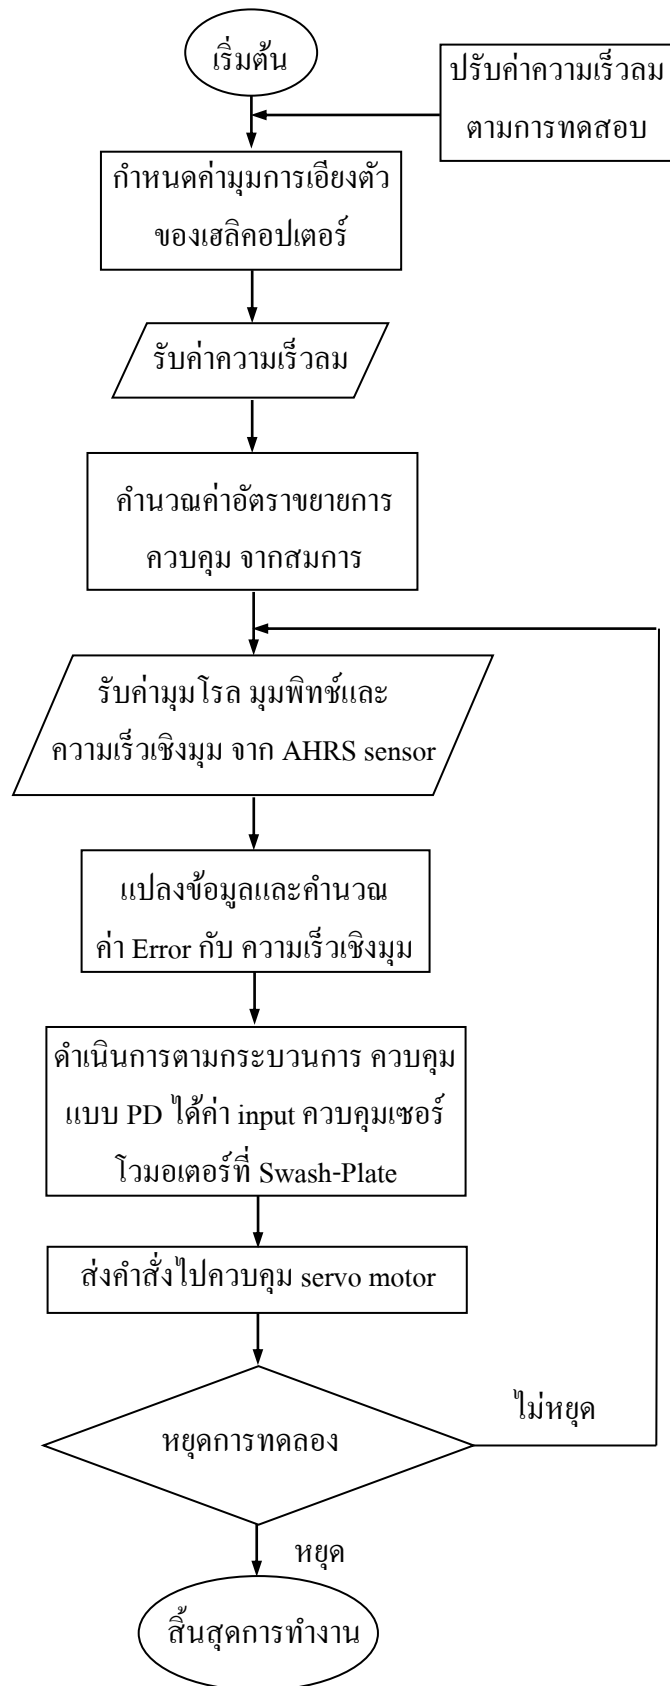 เริ่มต้น
ปรับค่าความเร็วลม
ตามการทดสอบ
กำหนดค่ามุมการเอียงตัว
ของเฮลิคอปเตอร์
รับค่าความเร็วลม
คำนวณค่าอัตราขยายการ
ควบคุม จากสมการ
รับค่ามุมโรล มุมพิทช์และ
ความเร็วเชิงมุม จาก AHRS sensor
แปลงข้อมูลและคำนวณ
ค่า Error กับ ความเร็วเชิงมุม
ดำเนินการตามกระบวนการ ควบคุม
แบบ PD ได้ค่า input ควบคุมเซอร์
โวมอเตอร์ที่ Swash-Plate
ส่งคำสั่งไปควบคุม servo motor
ไม่หยุด
หยุดการทดลอง
หยุด
สิ้นสุดการทำงาน